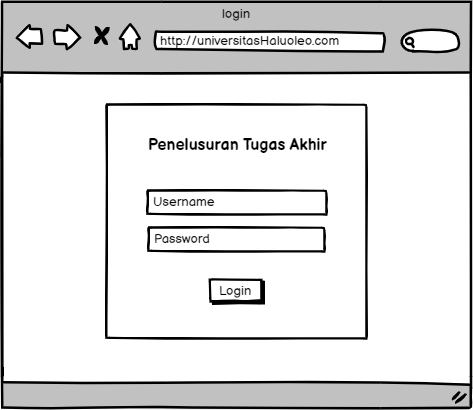 login
http://universitasHaluoleo.com
Penelusuran Tugas Akhir
Username
Password
Login